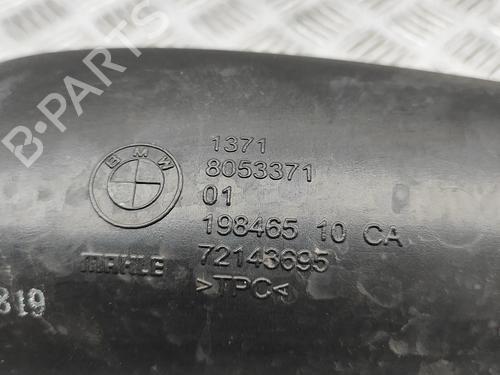 B-PARTS
BMW
1371
8053371
01
198465 10 CA
MAHLE 72143695
>TPC<
819